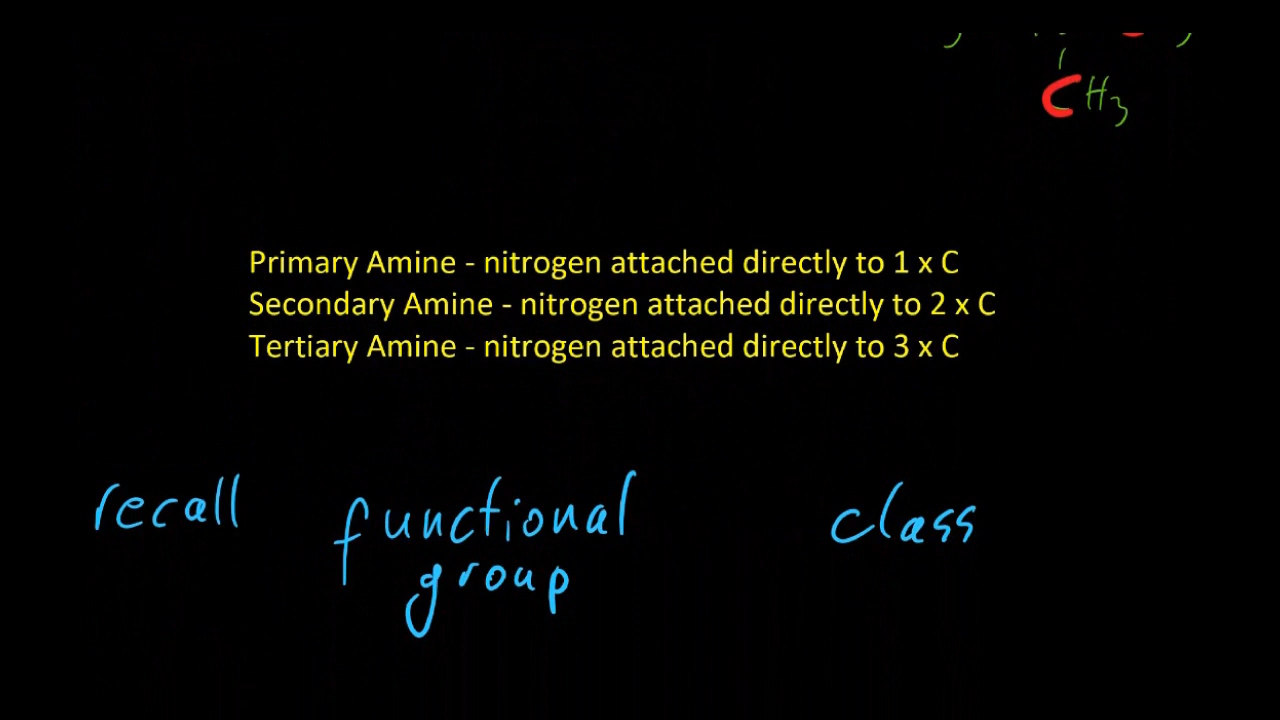 CH3
Primary Amine - nitrogen attached directly to 1 x C
Secondary Amine - nitrogen attached directly to 2 x C
Tertiary Amine - nitrogen attached directly to 3 x C
recall functional class
group